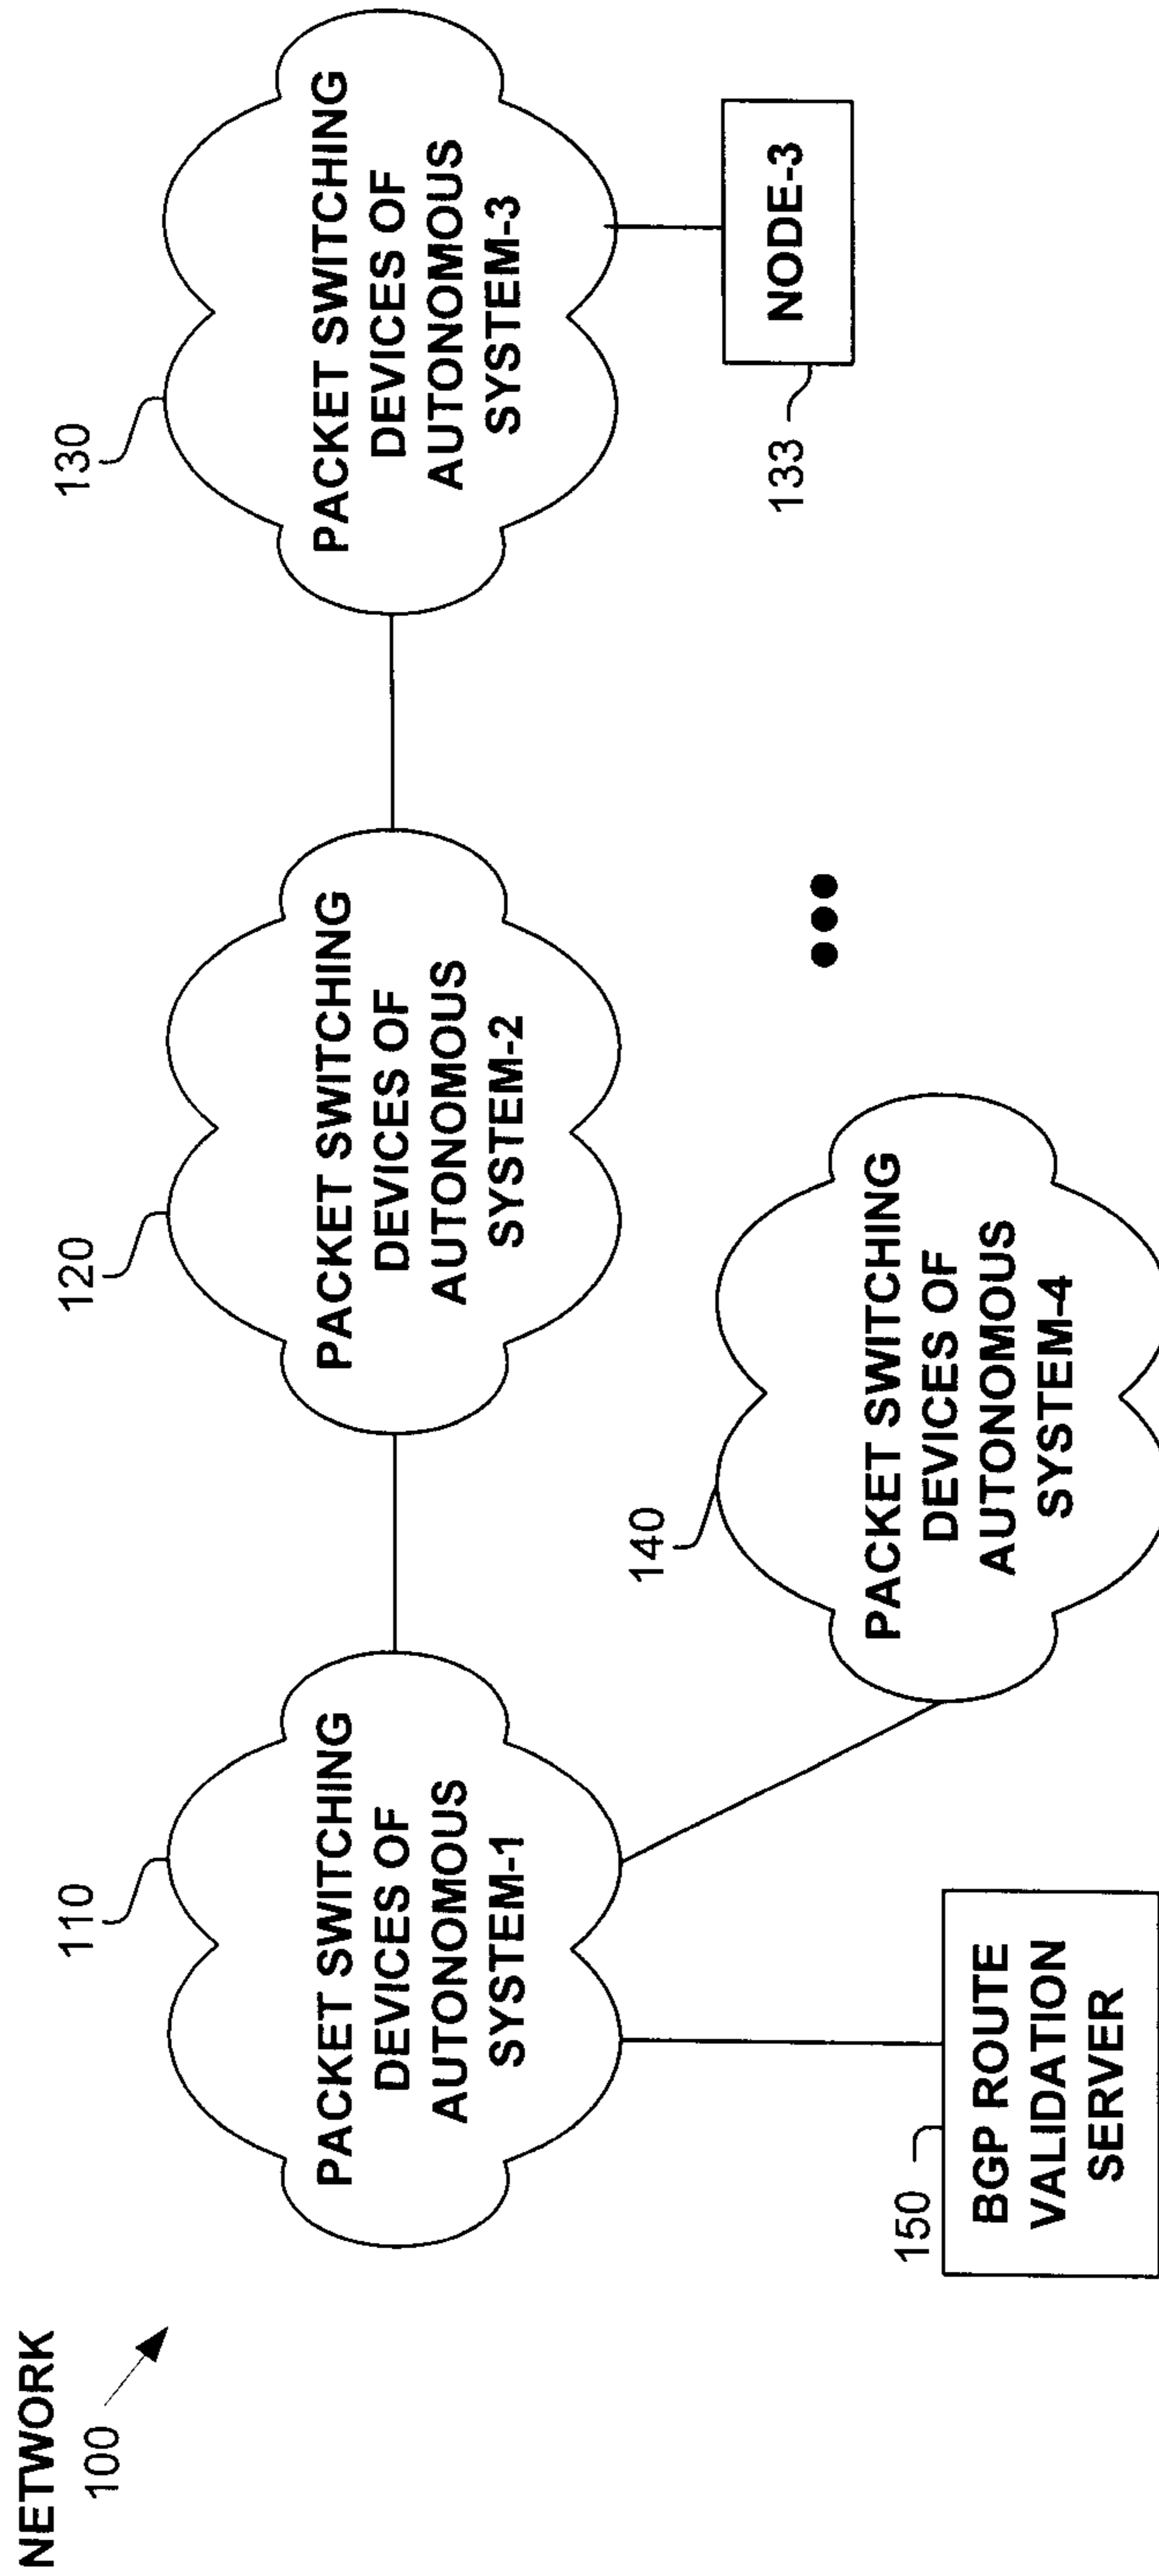 NETWORK
100
110
PACKET SWITCHING
DEVICES OF
AUTONOMOUS
SYSTEM-1
120
PACKET SWITCHING
DEVICES OF
AUTONOMOUS
SYSTEM-2
130
PACKET SWITCHING
DEVICES OF
AUTONOMOUS
SYSTEM-3
140
PACKET SWITCHING
DEVICES OF
AUTONOMOUS
SYSTEM-4
133
NODE-3
150
BGP ROUTE
VALIDATION
SERVER